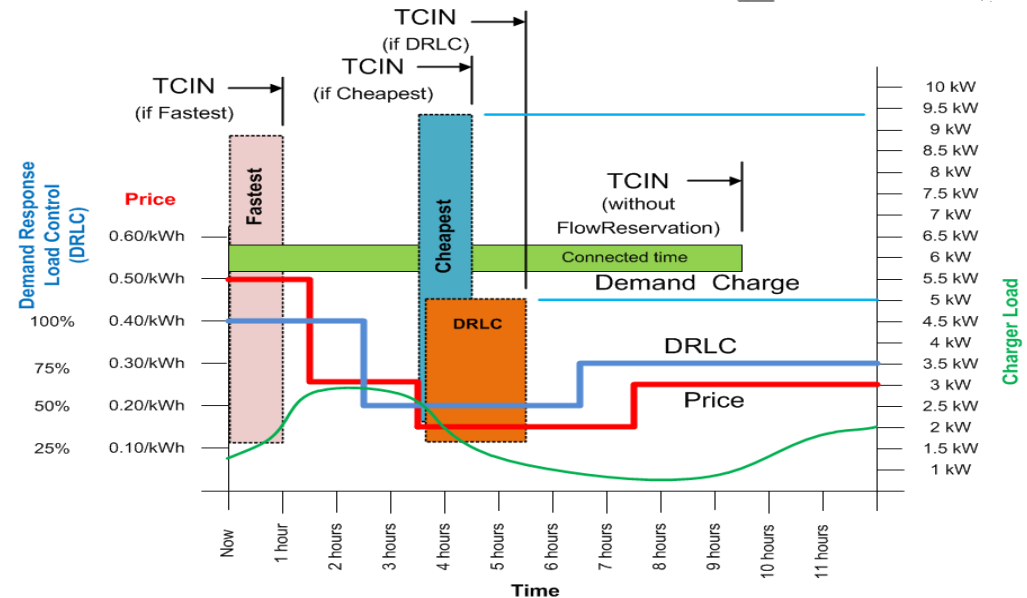 TCIN
(if DRLC)
TCIN
(if Cheapest)
TCIN
(if Fastest)
10 kW
9.5 kW
9 kW
8.5 kW
8 kW
7.5 kW
7 kW
6.5 kW
6 kW
5.5 kW
5 kW
4.5 kW
4 kW
3.5 kW
3 kW
2.5 kW
2 kW
1.5 kW
1 kW
Charger Load
Demand Response
Load Control
(DRLC)
100%
75%
50%
25%
Price
0.60/kWh
0.50/kWh
0.40/kWh
0.30/kWh
0.20/kWh
0.10/kWh
Fastest
Cheapest
DRLC
TCIN
(without
FlowReservation)
Connected time
Demand Charge
DRLC
Price
Now
1 hour
2 hours
3 hours
4 hours
5 hours
6 hours
7 hours
8 hours
9 hours
10 hours
11 hours
Time